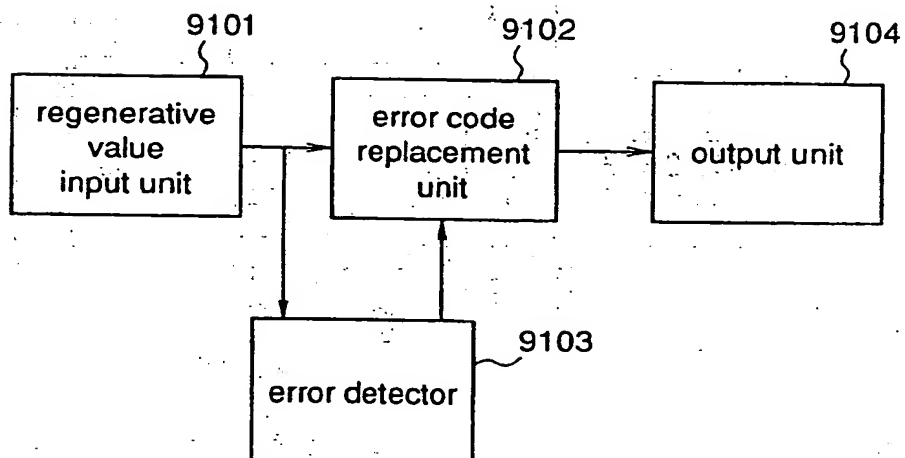 9101
9102
9104
regenerative
value
input unit
error code
replacement
unit
output unit
9103
error detector